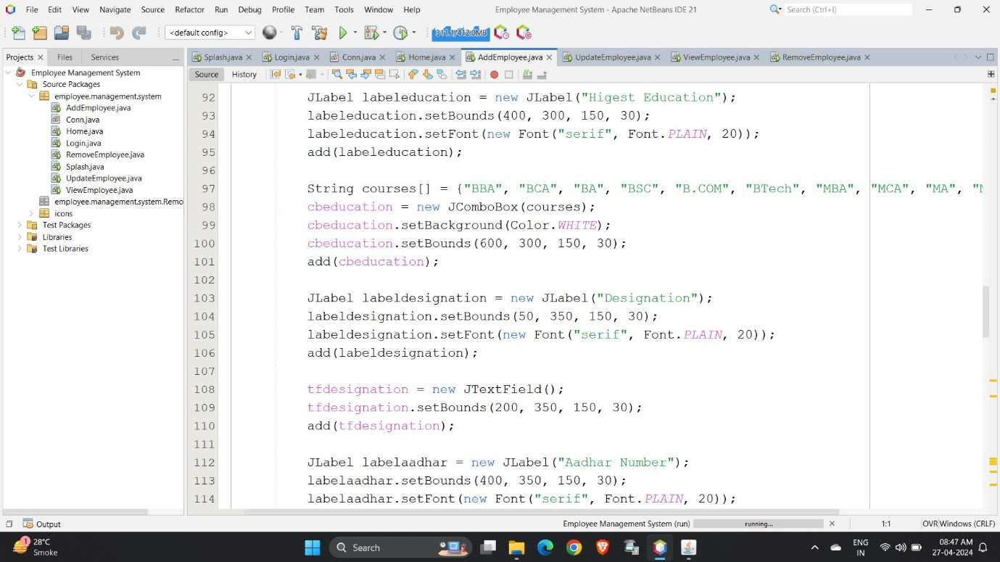 File Edit View Navigate Source Refactor Run Debug Profile Team Tools Window Help Employee Management System - Apache NetBeans IDE 21 Search (Ctrl+I)
<default config> 311.1/412.0MB
Projects Files Services Splash.java Login.java Conn.java Home.java AddEmployee.java UpdateEmployee.java ViewEmployee.java RemoveEmployee.java
Source History
Employee Management System
Source Packages
employee.management.system
AddEmployee.java
Conn.java
Home.java
Login.java
RemoveEmployee.java
Splash.java
UpdateEmployee.java
ViewEmployee.java
employee.management.system.Remo
icons
Test Packages
Libraries
Test Libraries
92 JLabel labeleducation = new JLabel("Higest Education");
93 labeleducation.setBounds(400, 300, 150, 30);
94 labeleducation.setFont(new Font("serif", Font.PLAIN, 20));
95 add(labeleducation);
96
97 String courses[] = {"BBA", "BCA", "BA", "BSC", "B.COM", "BTech", "MBA", "MCA", "MA", "
98 cbeducation = new JComboBox(courses);
99 cbeducation.setBackground(Color.WHITE);
100 cbeducation.setBounds(600, 300, 150, 30);
101 add(cbeducation);
102
103 JLabel labeldesignation = new JLabel("Designation");
104 labeldesignation.setBounds(50, 350, 150, 30);
105 labeldesignation.setFont(new Font("serif", Font.PLAIN, 20));
106 add(labeldesignation);
107
108 tfdesignation = new JTextField();
109 tfdesignation.setBounds(200, 350, 150, 30);
110 add(tfdesignation);
111
112 JLabel labelaadhar = new JLabel("Aadhar Number");
113 labelaadhar.setBounds(400, 350, 150, 30);
114 labelaadhar.setFont(new Font("serif", Font.PLAIN, 20));
Output Employee Management System (run) running... 1:1 OVR Windows (CRLF)
1 28°C
Smoke
Search
ENG
IN
08:47 AM
27-04-2024